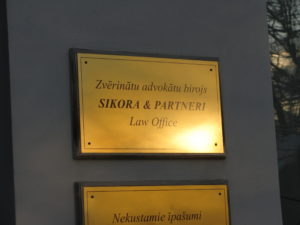 Zvērinātu advokātu birojs
SIKORA & PARTNERI
Law Office
Nekustamie īpašumi